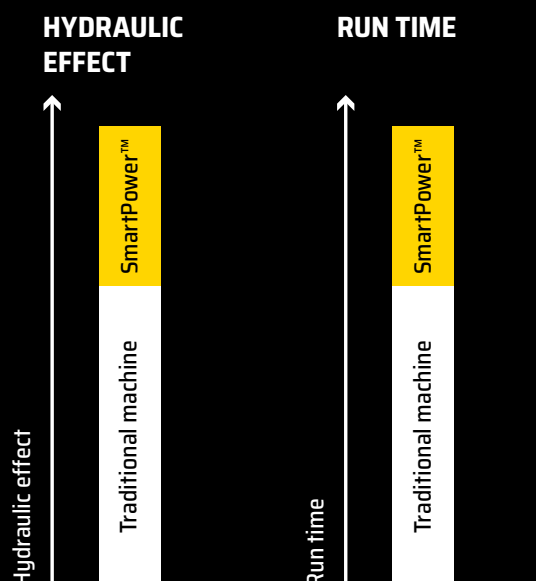 HYDRAULIC
EFFECT
RUN TIME
SmartPower™
Traditional machine
Hydraulic effect
SmartPower™
Traditional machine
Run time